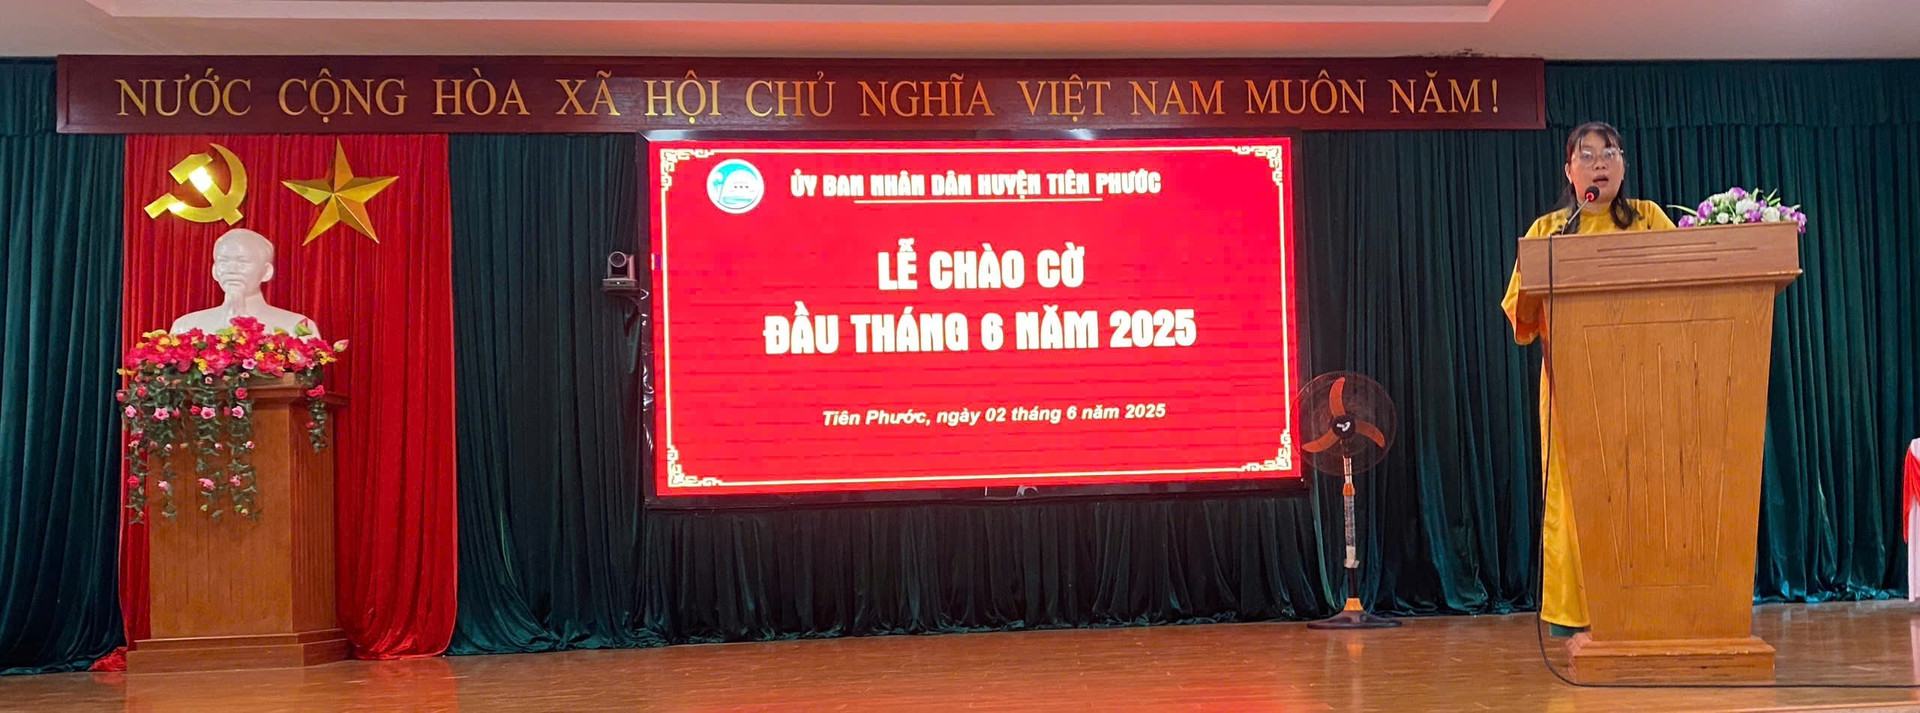 NƯỚC CỘNG HÒA XÃ HỘI CHỦ NGHĨA VIỆT NAM MUÔN NĂM!
ỦY BAN NHÂN DÂN HUYỆN TIÊN PHƯỚC
LỄ CHÀO CỜ
ĐẦU THÁNG 6 NĂM 2025
Tiên Phước, ngày 02 tháng 6 năm 2025